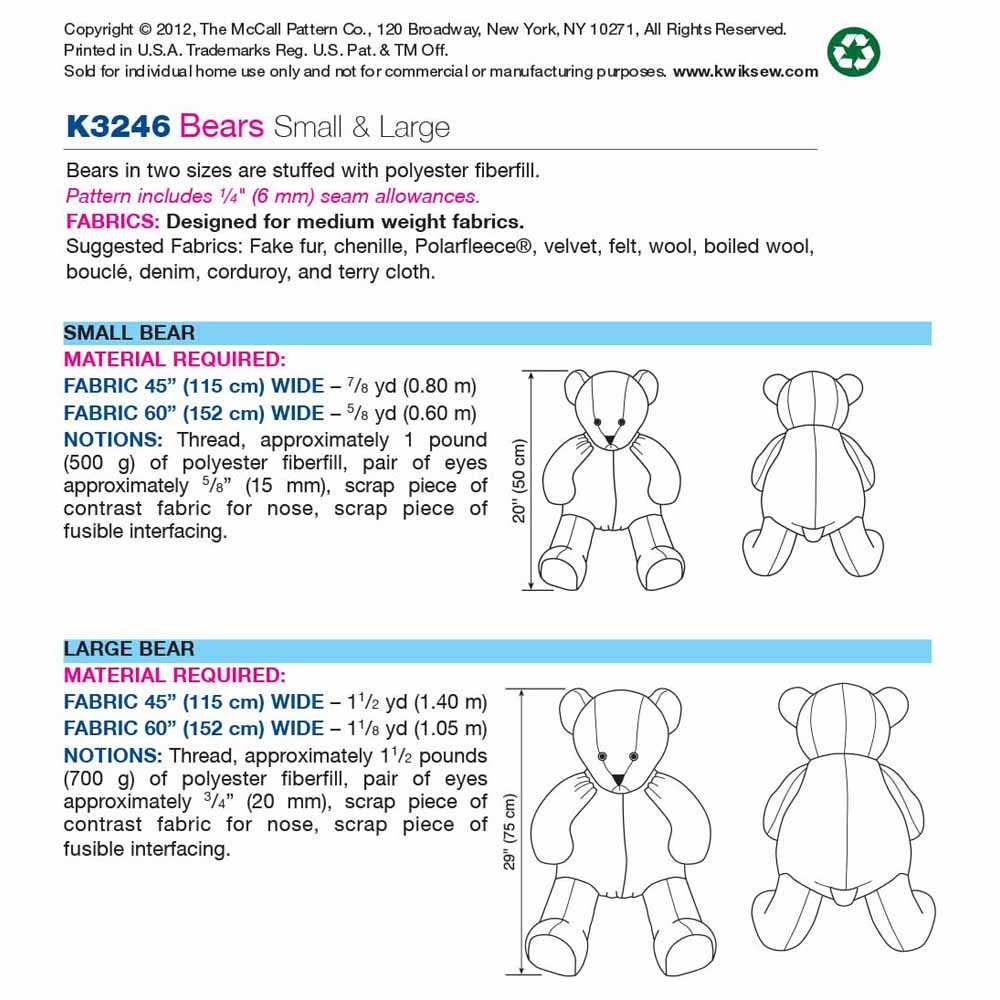 Copyright © 2012, The McCall Pattern Co., 120 Broadway, New York, NY 10271, All Rights Reserved.
Printed in U.S.A. Trademarks Reg. U.S. Pat. & TM Off.
Sold for individual home use only and not for commercial or manufacturing purposes. www.kwiksew.com
K3246 Bears Small & Large
Bears in two sizes are stuffed with polyester fiberfill.
Pattern includes ¼" (6 mm) seam allowances.
FABRICS: Designed for medium weight fabrics.
Suggested Fabrics: Fake fur, chenille, Polarfleece®, velvet, felt, wool, boiled wool,
bouclé, denim, corduroy, and terry cloth.
SMALL BEAR
MATERIAL REQUIRED:
FABRIC 45” (115 cm) WIDE – 7/8 yd (0.80 m)
FABRIC 60” (152 cm) WIDE – 5/8 yd (0.60 m)
NOTIONS: Thread, approximately 1 pound
(500 g) of polyester fiberfill, pair of eyes
approximately 5/8” (15 mm), scrap piece of
contrast fabric for nose, scrap piece of
fusible interfacing.
20" (50 cm)
LARGE BEAR
MATERIAL REQUIRED:
FABRIC 45” (115 cm) WIDE – 1 1/2 yd (1.40 m)
FABRIC 60” (152 cm) WIDE – 1 1/8 yd (1.05 m)
NOTIONS: Thread, approximately 1 1/2 pounds
(700 g) of polyester fiberfill, pair of eyes
approximately 3/4” (20 mm), scrap piece of
contrast fabric for nose, scrap piece of
fusible interfacing.
29" (75 cm)